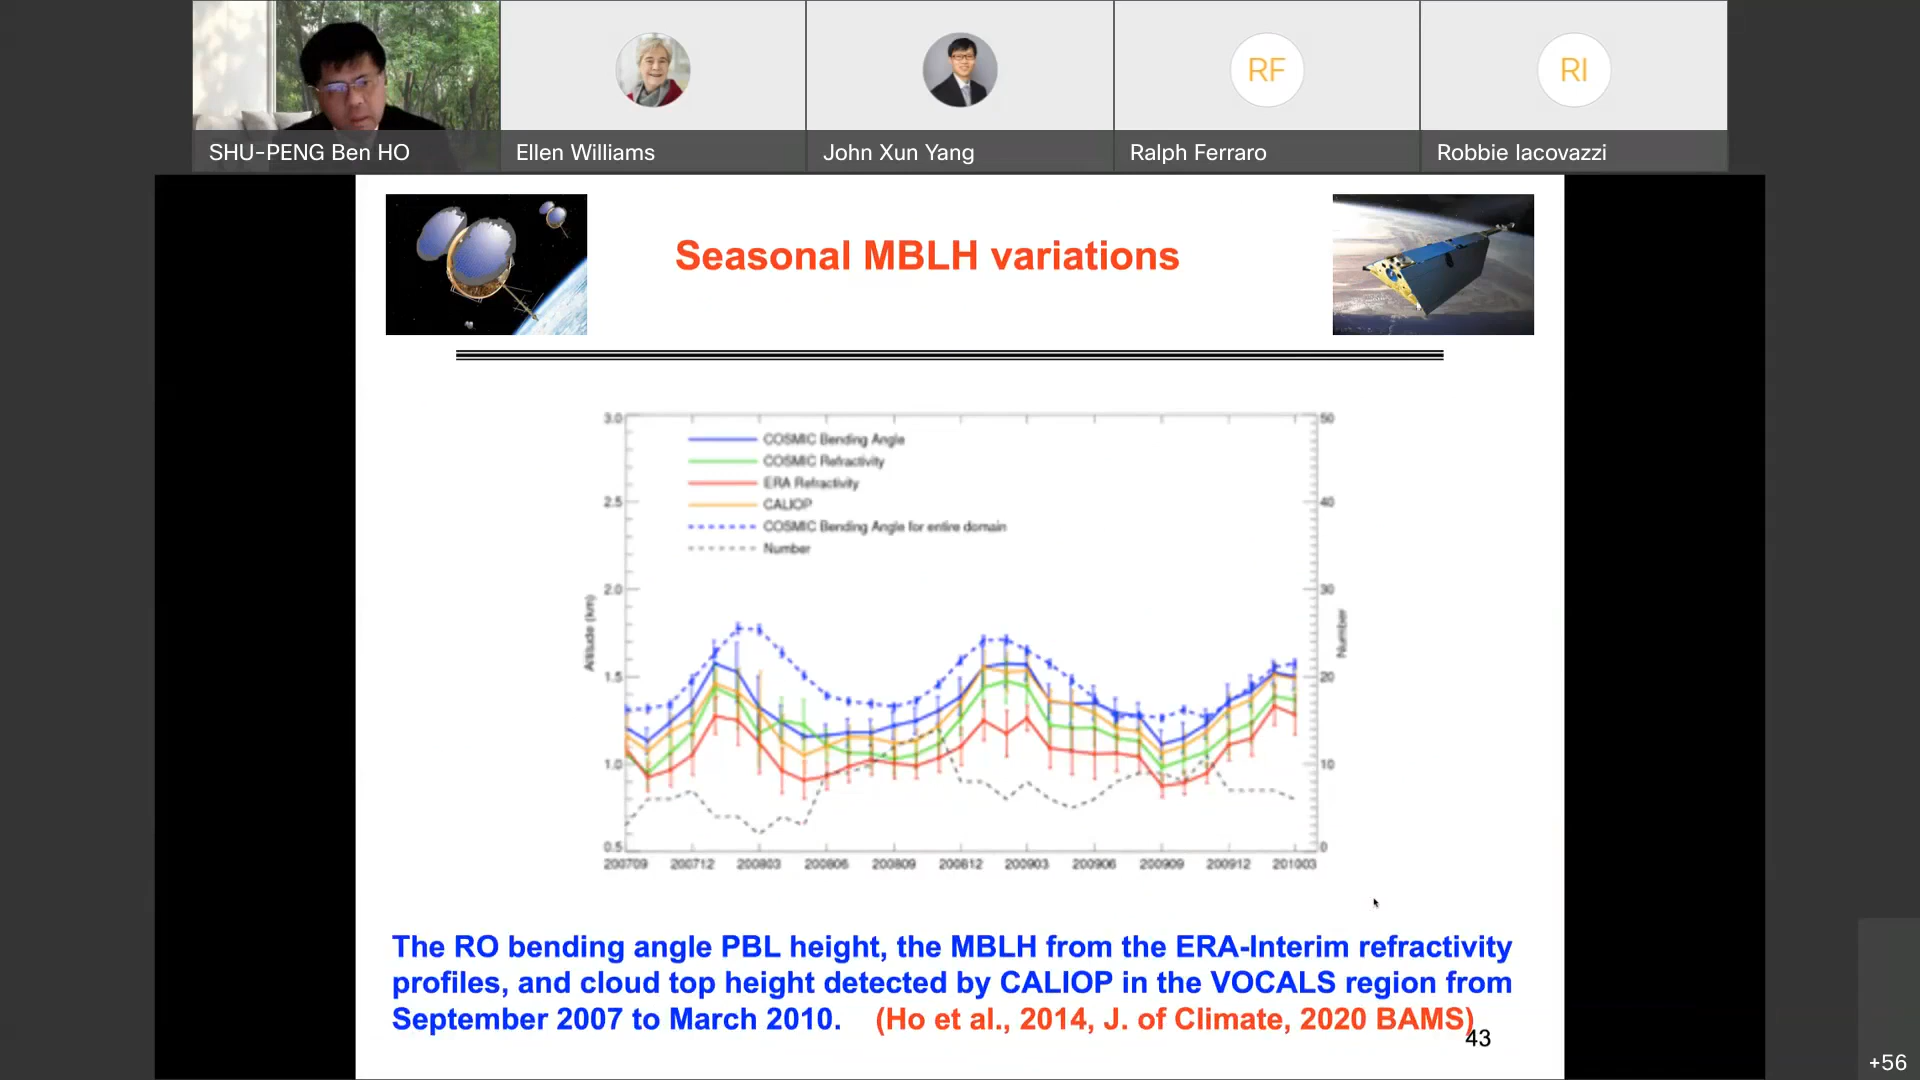 SHU-PENG Ben HO
Ellen Williams
John Xun Yang
RF
Ralph Ferraro
RI
Robbie Iacovazzi
Seasonal MBLH variations
3.0
2.5
2.0
1.5
1.0
0.5
Altitude (km)
COSMIC Bending Angle
COSMIC Refractivity
ERA Refractivity
CALIOP
COSMIC Bending Angle for entire domain
Number
50
40
30
20
10
0
Number
200709 200712 200803 200806 200809 200812 200903 200906 200909 200912 201003
The RO bending angle PBL height, the MBLH from the ERA-Interim refractivity
profiles, and cloud top height detected by CALIOP in the VOCALS region from
September 2007 to March 2010. (Ho et al., 2014, J. of Climate, 2020 BAMS)
43
+56